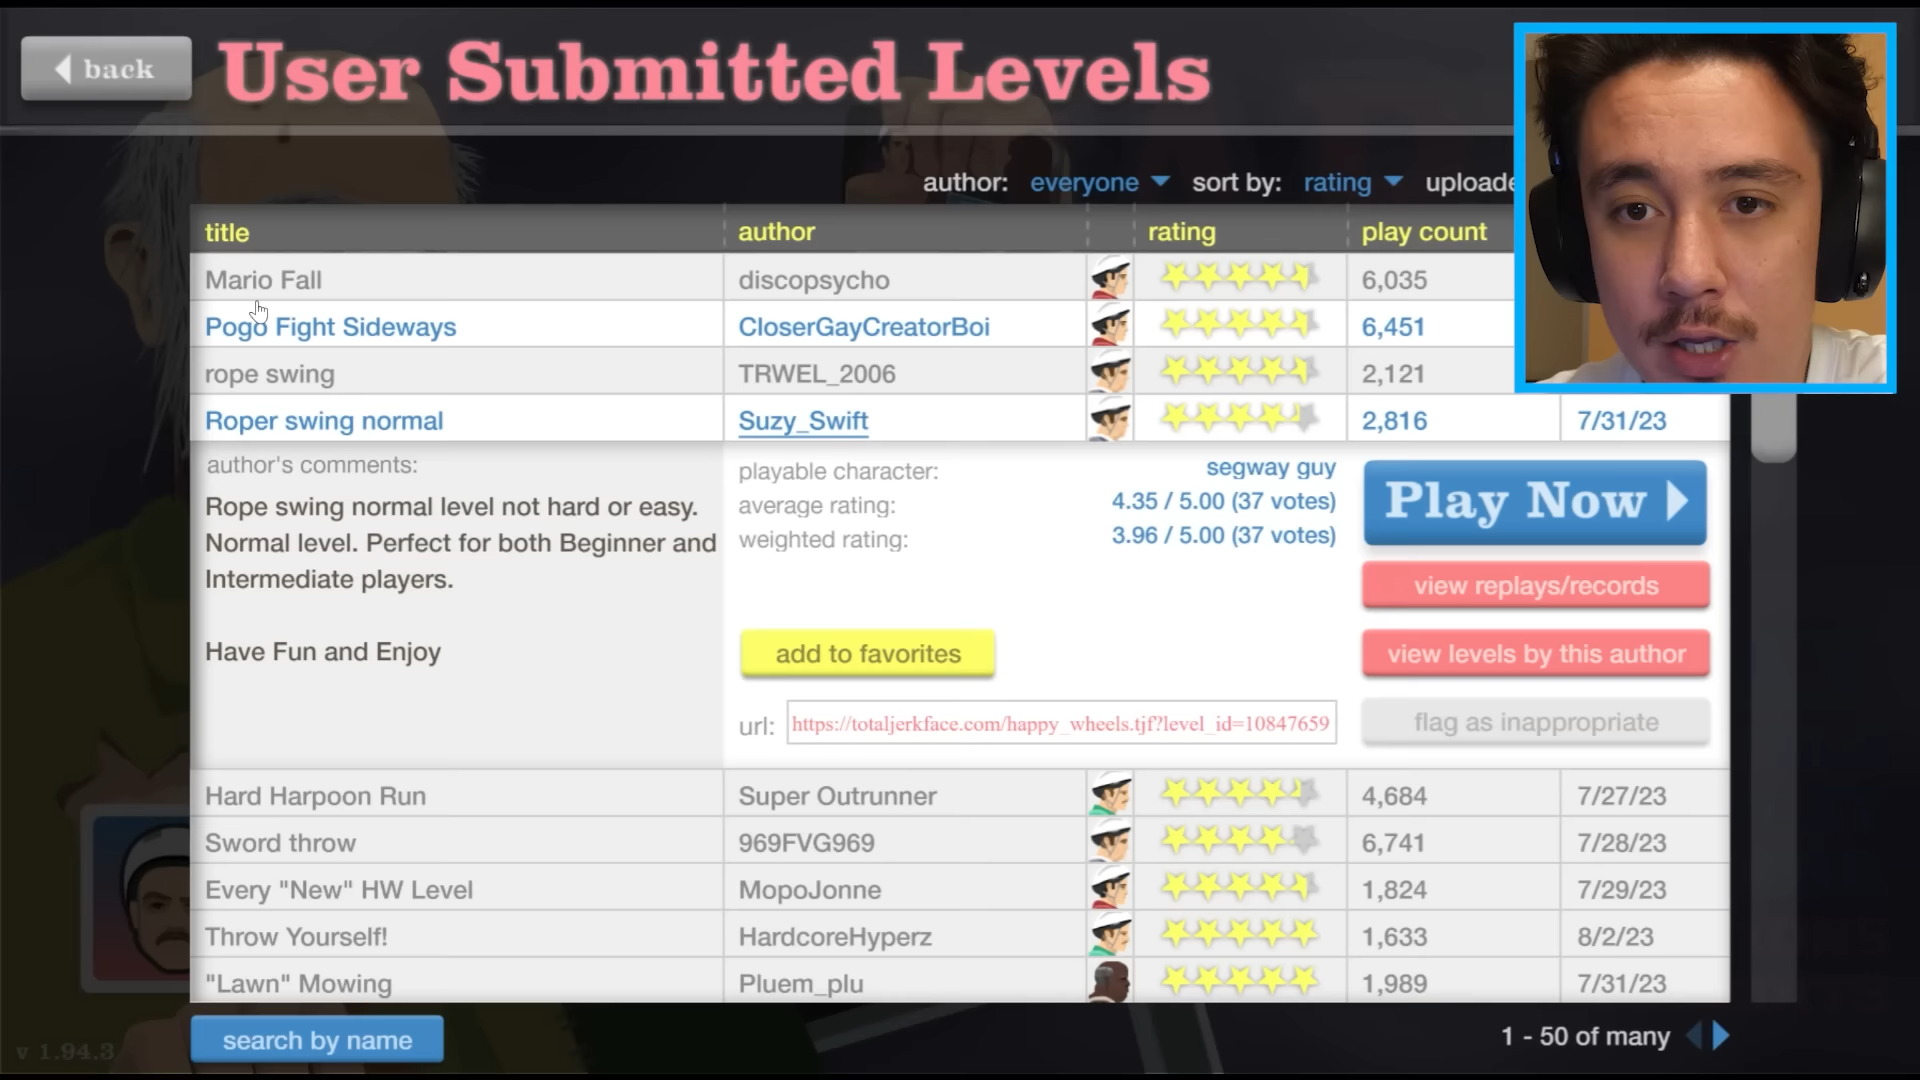 back
User Submitted Levels
author: everyone sort by: rating
title author rating play count
Mario Fall discopsycho 6,035
Pogo Fight Sideways CloserGayCreatorBoi 6,451
rope swing TRWEL_2006 2,121
Roper swing normal Suzy_Swift 2,816 7/31/23
author's comments:
Rope swing normal level not hard or easy.
Normal level. Perfect for both Beginner and
Intermediate players.
Have Fun and Enjoy
playable character: segway guy
average rating: 4.35 / 5.00 (37 votes)
weighted rating: 3.96 / 5.00 (37 votes)
add to favorites
url: https://totaljerkface.com/happy_wheels.tjf?level_id=10847659
Play Now
view replays/records
view levels by this author
flag as inappropriate
Hard Harpoon Run Super Outrunner 4,684 7/27/23
Sword throw 969FVG969 6,741 7/28/23
Every "New" HW Level MopoJonne 1,824 7/29/23
Throw Yourself! HardcoreHyperz 1,633 8/2/23
"Lawn" Mowing Pluem_plu 1,989 7/31/23
search by name
1 - 50 of many
v 1.94.3